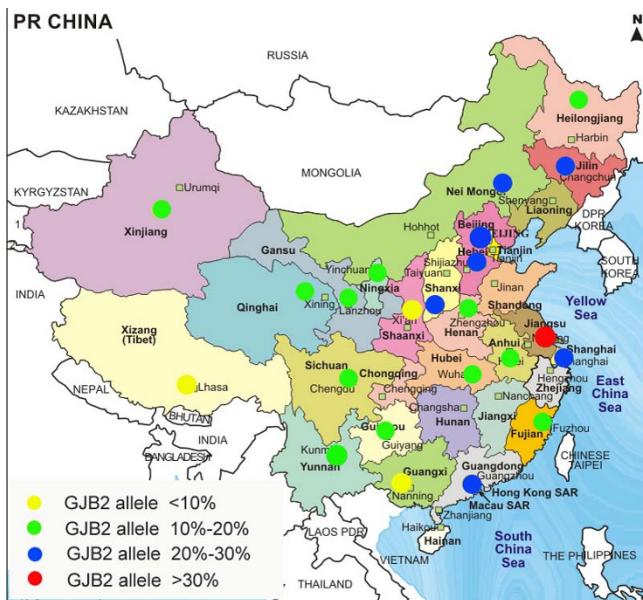 PR CHINA
N
RUSSIA
KAZAKHSTAN
MONGOLIA
KYRGYZSTAN
Heilongjiang
Harbin
Jilin
Changchun
Nei Mongol
Shenyang
Liaoning
DPR
KOREA
SOUTH
KOREA
Urumqi
Xinjiang
Gansu
Hohhot
Beijing
BEIJING
Tianjin
Tianjin
Hebei
Yinchuan
Ningxia
Taiyuan
Shanxi
Jinan
Shandong
Yellow
Sea
INDIA
Qinghai
Xining
Lanzhou
Xi'an
Shaanxi
Zhengzhou
Henan
Jiangsu
Anhui
Shanghai
Shanghai
Xizang
(Tibet)
Lhasa
Sichuan
Chengdu
Chongqing
Hubei
Hengzhou
Zhejiang
East
China
Sea
NEPAL
BHUTAN
INDIA
BANGLADESH
Changsha
Hunan
Nanchang
Jiangxi
Guiyang
Fujian
Fuzhou
Yunnan
Guangxi
Nanning
Guangdong
Guangzhou
CHINESE
TAIPEI
Hong Kong SAR
Macau SAR
Zhanjiang
Haikou
Hainan
LAOS PDR
VIETNAM
South
China
Sea
THE PHILIPPINES
THAILAND
GJB2 allele <10%
GJB2 allele 10%-20%
GJB2 allele 20%-30%
GJB2 allele >30%